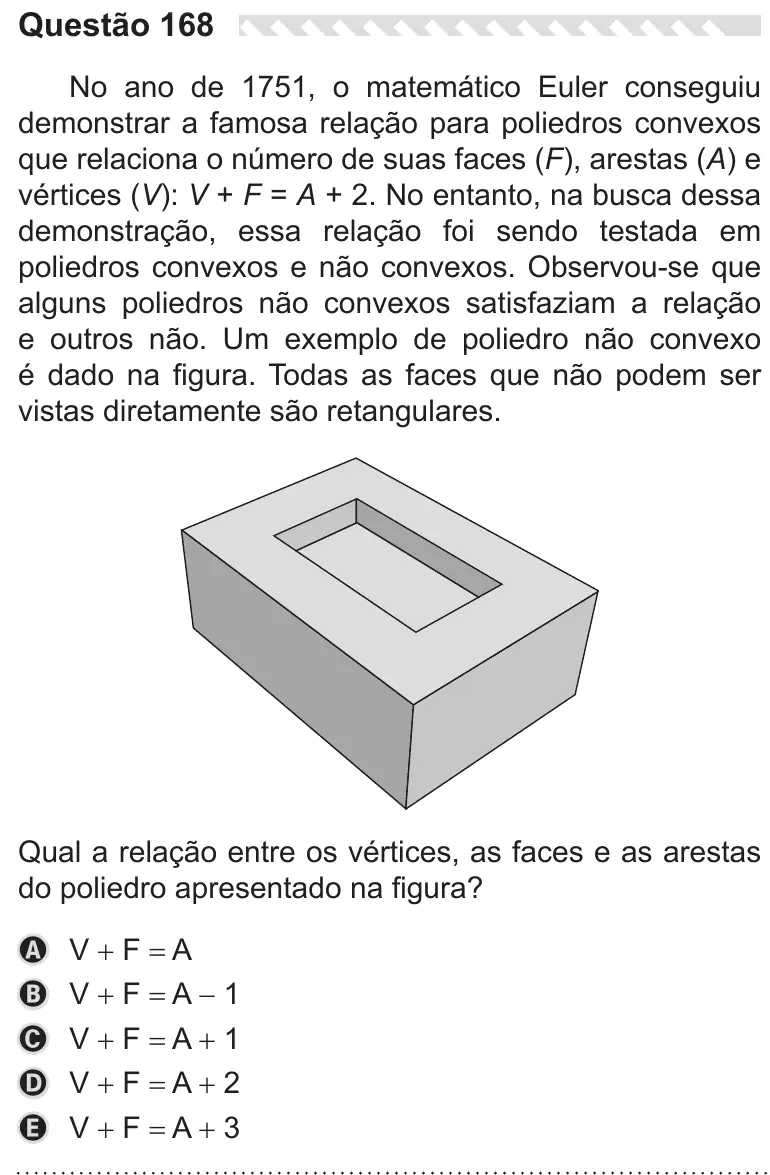 Questão 168
No ano de 1751, o matemático Euler conseguiu
demonstrar a famosa relação para poliedros convexos
que relaciona o número de suas faces (F), arestas (A) e
vértices (V): V + F = A + 2. No entanto, na busca dessa
demonstração, essa relação foi sendo testada em
poliedros convexos e não convexos. Observou-se que
alguns poliedros não convexos satisfaziam a relação
e outros não. Um exemplo de poliedro não convexo
é dado na figura. Todas as faces que não podem ser
vistas diretamente são retangulares.
Qual a relação entre os vértices, as faces e as arestas
do poliedro apresentado na figura?
A V + F = A
B V + F = A − 1
C V + F = A + 1
D V + F = A + 2
E V + F = A + 3